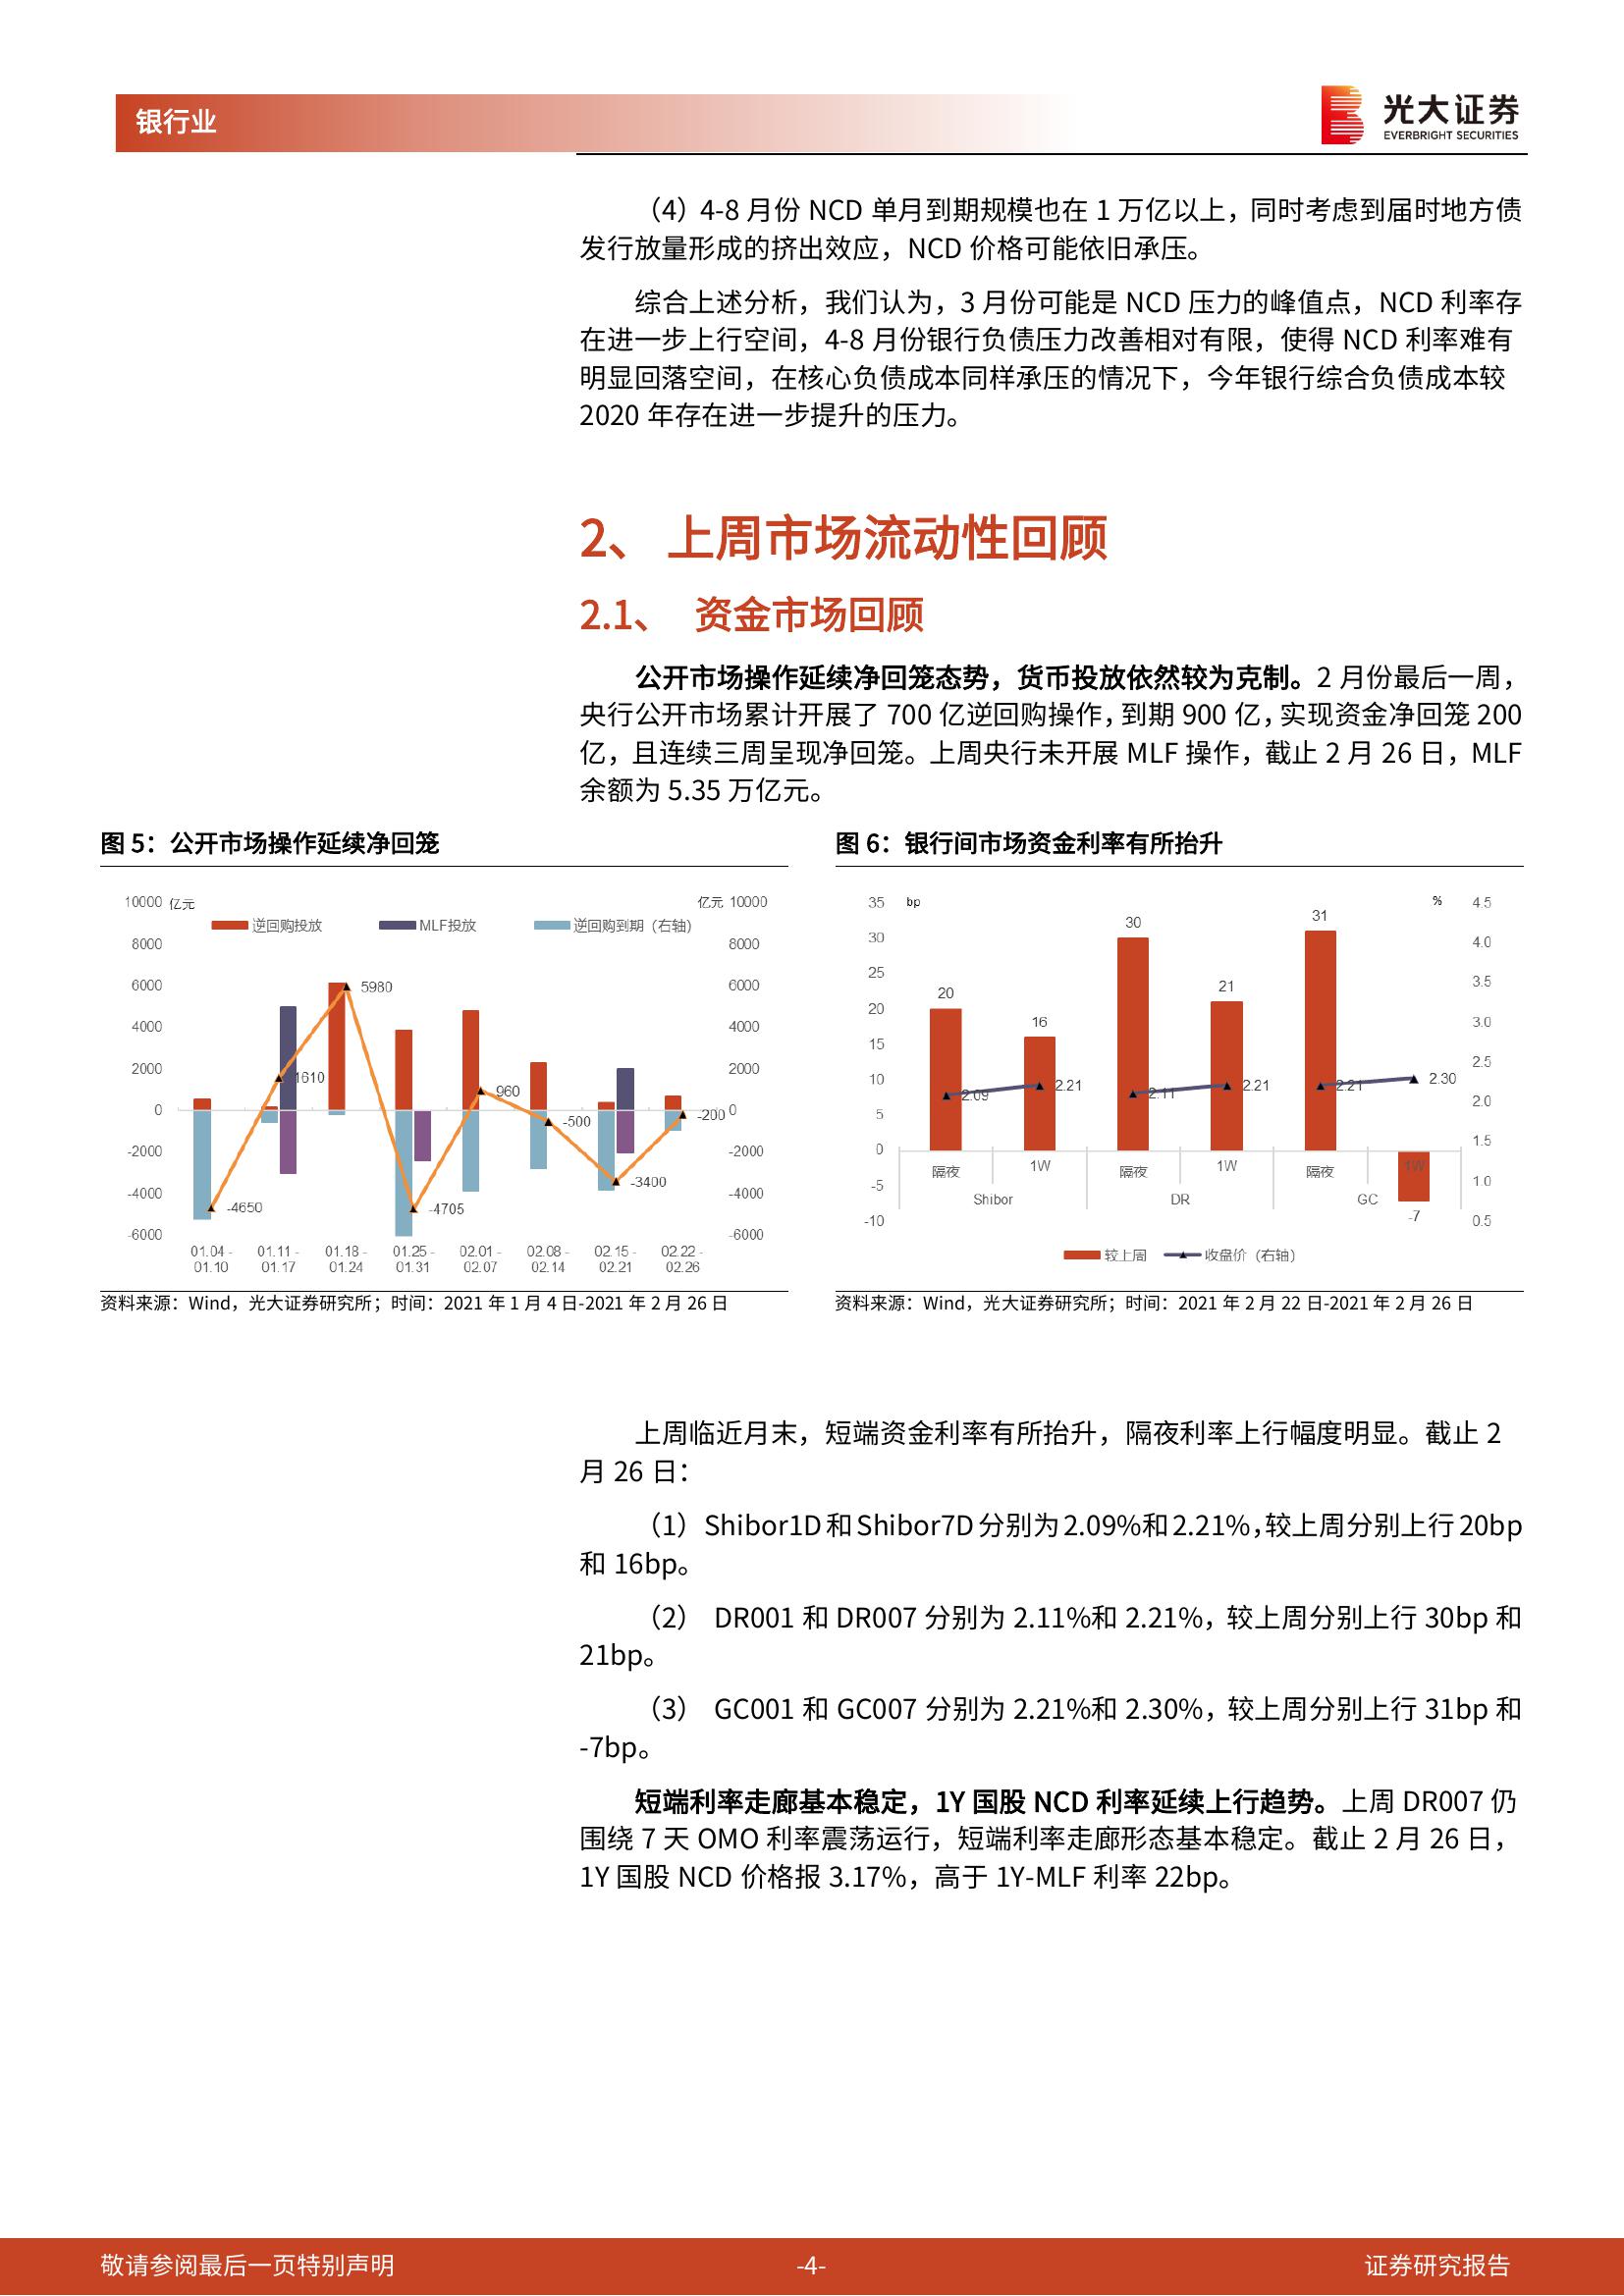 银行业
光大证券
EVERBRIGHT SECURITIES
（4）4-8 月份 NCD 单月到期规模也在 1 万亿以上，同时考虑到届时地方债
发行放量形成的挤出效应，NCD 价格可能依旧承压。
综合上述分析，我们认为，3 月份可能是 NCD 压力的峰值点，NCD 利率存
在进一步上行空间，4-8 月份银行负债压力改善相对有限，使得 NCD 利率难有
明显回落空间，在核心负债成本同样承压的情况下，今年银行综合负债成本较
2020 年存在进一步提升的压力。
2、 上周市场流动性回顾
2.1、 资金市场回顾
公开市场操作延续净回笼态势，货币投放依然较为克制。2 月份最后一周，
央行公开市场累计开展了 700 亿逆回购操作，到期 900 亿，实现资金净回笼 200
亿，且连续三周呈现净回笼。上周央行未开展 MLF 操作，截止 2 月 26 日，MLF
余额为 5.35 万亿元。
图 5：公开市场操作延续净回笼
10000 亿元 亿元 10000
逆回购投放 MLF投放 逆回购到期（右轴）
8000 8000
6000 5980 6000
4000 4000
2000 1610 2000
0 960 -500 -200 0
-2000 -2000
-4000 -3400 -4000
-4650 -4705
-6000 -6000
01.04 - 01.11 - 01.18 - 01.25 - 02.01 - 02.08 - 02.15 - 02.22 -
01.10 01.17 01.24 01.31 02.07 02.14 02.21 02.26
资料来源：Wind，光大证券研究所；时间：2021 年 1 月 4 日-2021 年 2 月 26 日
图 6：银行间市场资金利率有所抬升
35 bp % 4.5
30 30 31 4.0
25 3.5
20 20 21 3.0
15 16 2.5
10 2.09 2.21 2.11 2.21 2.21 2.30 2.0
5 1.5
0 隔夜 1W 隔夜 1W 隔夜 1W 1.0
-5 Shibor DR GC
-10 -7 0.5
较上周 收盘价（右轴）
资料来源：Wind，光大证券研究所；时间：2021 年 2 月 22 日-2021 年 2 月 26 日
上周临近月末，短端资金利率有所抬升，隔夜利率上行幅度明显。截止 2
月 26 日：
（1）Shibor1D 和 Shibor7D 分别为 2.09%和 2.21%，较上周分别上行 20bp
和 16bp。
（2） DR001 和 DR007 分别为 2.11%和 2.21%，较上周分别上行 30bp 和
21bp。
（3） GC001 和 GC007 分别为 2.21%和 2.30%，较上周分别上行 31bp 和
-7bp。
短端利率走廊基本稳定，1Y 国股 NCD 利率延续上行趋势。上周 DR007 仍
围绕 7 天 OMO 利率震荡运行，短端利率走廊形态基本稳定。截止 2 月 26 日，
1Y 国股 NCD 价格报 3.17%，高于 1Y-MLF 利率 22bp。
敬请参阅最后一页特别声明
-4-
证券研究报告